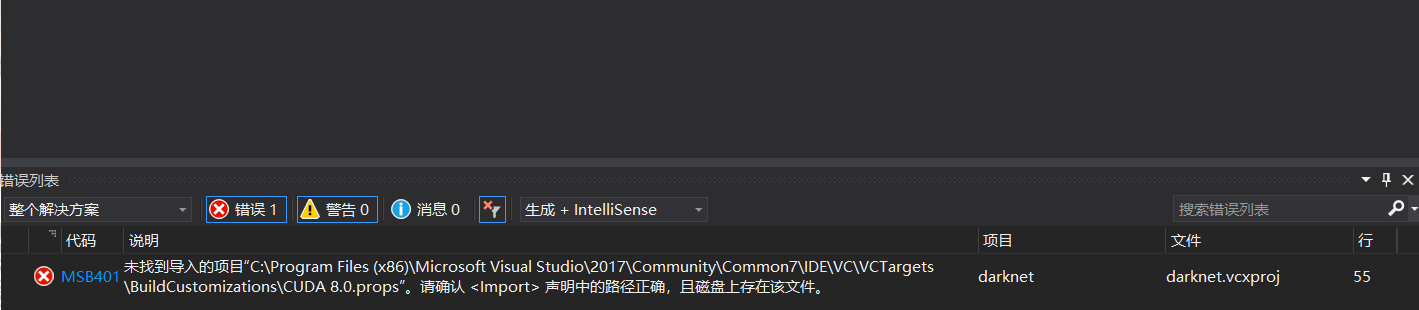 错误列表
整个解决方案
错误 1
警告 0
消息 0
生成 + IntelliSense
搜索错误列表
代码
说明
项目
文件
行
MSB401
未找到导入的项目“C:\Program Files (x86)\Microsoft Visual Studio\2017\Community\Common7\IDE\VC\VCTargets
\BuildCustomizations\CUDA 8.0.props”。请确认 <Import> 声明中的路径正确，且磁盘上存在该文件。
darknet
darknet.vcxproj
55